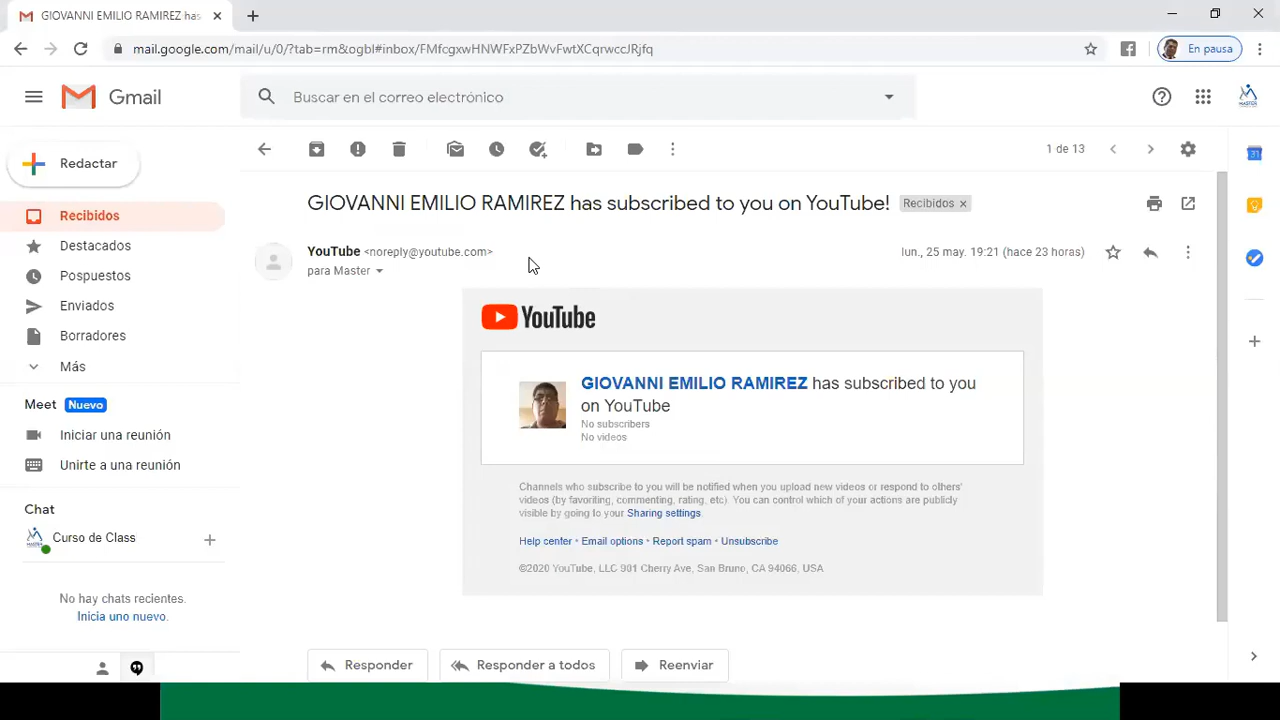 GIOVANNI EMILIO RAMIREZ has
mail.google.com/mail/u/0/?tab=rm&ogbl#inbox/FMfcgxwHNWFxPZbWvFwtXCqrwccJRjfq
En pausa
Gmail
Buscar en el correo electrónico
MASTER
Redactar
1 de 13
31
Recibidos
GIOVANNI EMILIO RAMIREZ has subscribed to you on YouTube!
Recibidos x
Destacados
YouTube <noreply@youtube.com>
lun., 25 may. 19:21 (hace 23 horas)
para Master
Pospuestos
Enviados
YouTube
Borradores
Más
GIOVANNI EMILIO RAMIREZ has subscribed to you
on YouTube
No subscribers
No videos
Meet Nuevo
Iniciar una reunión
Unirte a una reunión
Channels who subscribe to you will be notified when you upload new videos or respond to others'
videos (by favoriting, commenting, rating, etc). You can control which of your actions are publicly
visible by going to your Sharing settings.
Chat
Curso de Class
Help center • Email options • Report spam • Unsubscribe
©2020 YouTube, LLC 901 Cherry Ave, San Bruno, CA 94066, USA
No hay chats recientes.
Inicia uno nuevo.
Responder
Responder a todos
Reenviar